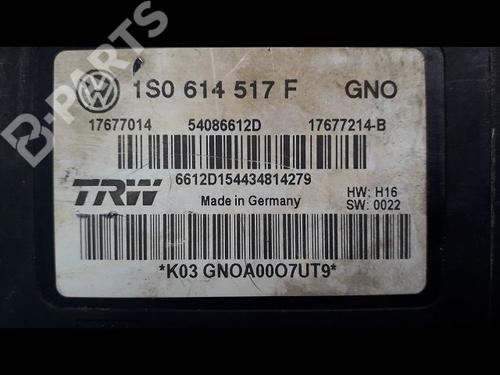 B-PARTS
1S0 614 517 F GNO
17677014 54086612D 17677214-B
TRW 6612D154434814279
Made in Germany
HW: H16
SW: 0022
*K03 GNOA00O7UT9*